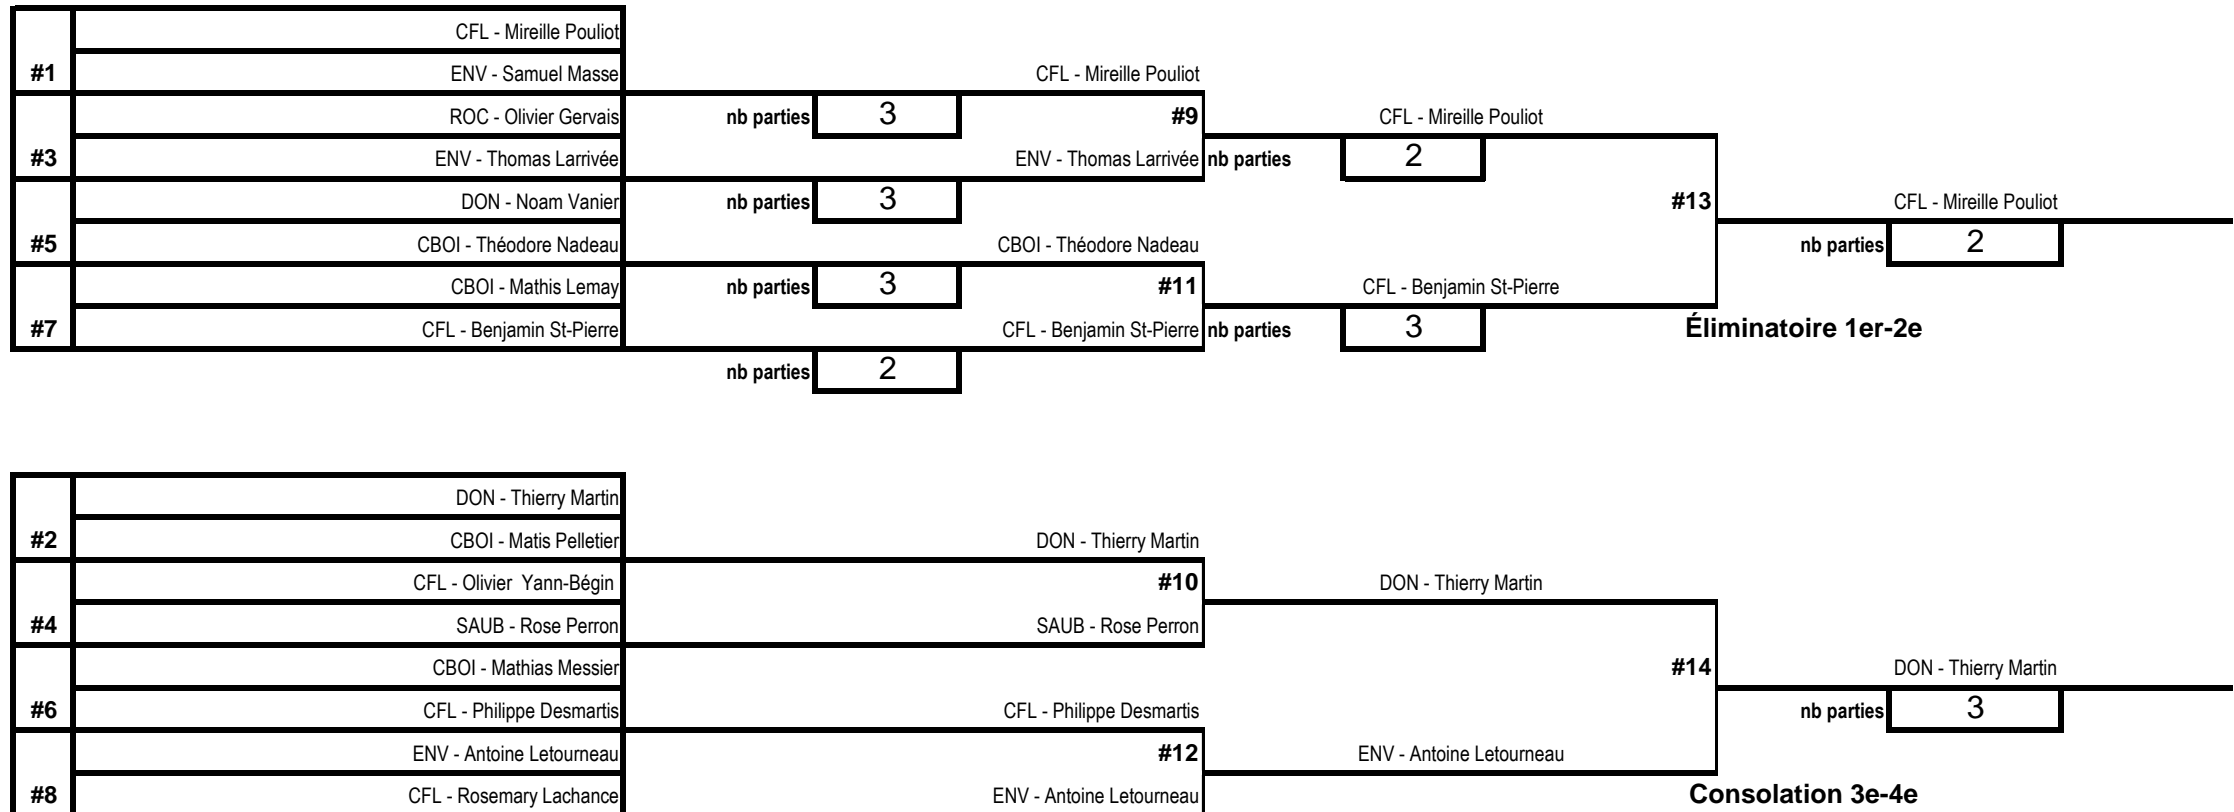 CFL - Mireille Pouliot
#1 ENV - Samuel Masse CFL - Mireille Pouliot
ROC - Olivier Gervais nb parties 3 #9 CFL - Mireille Pouliot
#3 ENV - Thomas Larrivée ENV - Thomas Larrivée nb parties 2
DON - Noam Vanier nb parties 3 #13 CFL - Mireille Pouliot
#5 CBOI - Théodore Nadeau CBOI - Théodore Nadeau nb parties 2
CBOI - Mathis Lemay nb parties 3 #11 CFL - Benjamin St-Pierre
#7 CFL - Benjamin St-Pierre CFL - Benjamin St-Pierre nb parties 3 Éliminatoire 1er-2e
nb parties 2
DON - Thierry Martin
#2 CBOI - Matis Pelletier DON - Thierry Martin
CFL - Olivier Yann-Bégin #10 DON - Thierry Martin
#4 SAUB - Rose Perron SAUB - Rose Perron
CBOI - Mathias Messier #14 DON - Thierry Martin
#6 CFL - Philippe Desmartis CFL - Philippe Desmartis nb parties 3
ENV - Antoine Letourneau #12 ENV - Antoine Letourneau
#8 CFL - Rosemary Lachance ENV - Antoine Letourneau Consolation 3e-4e